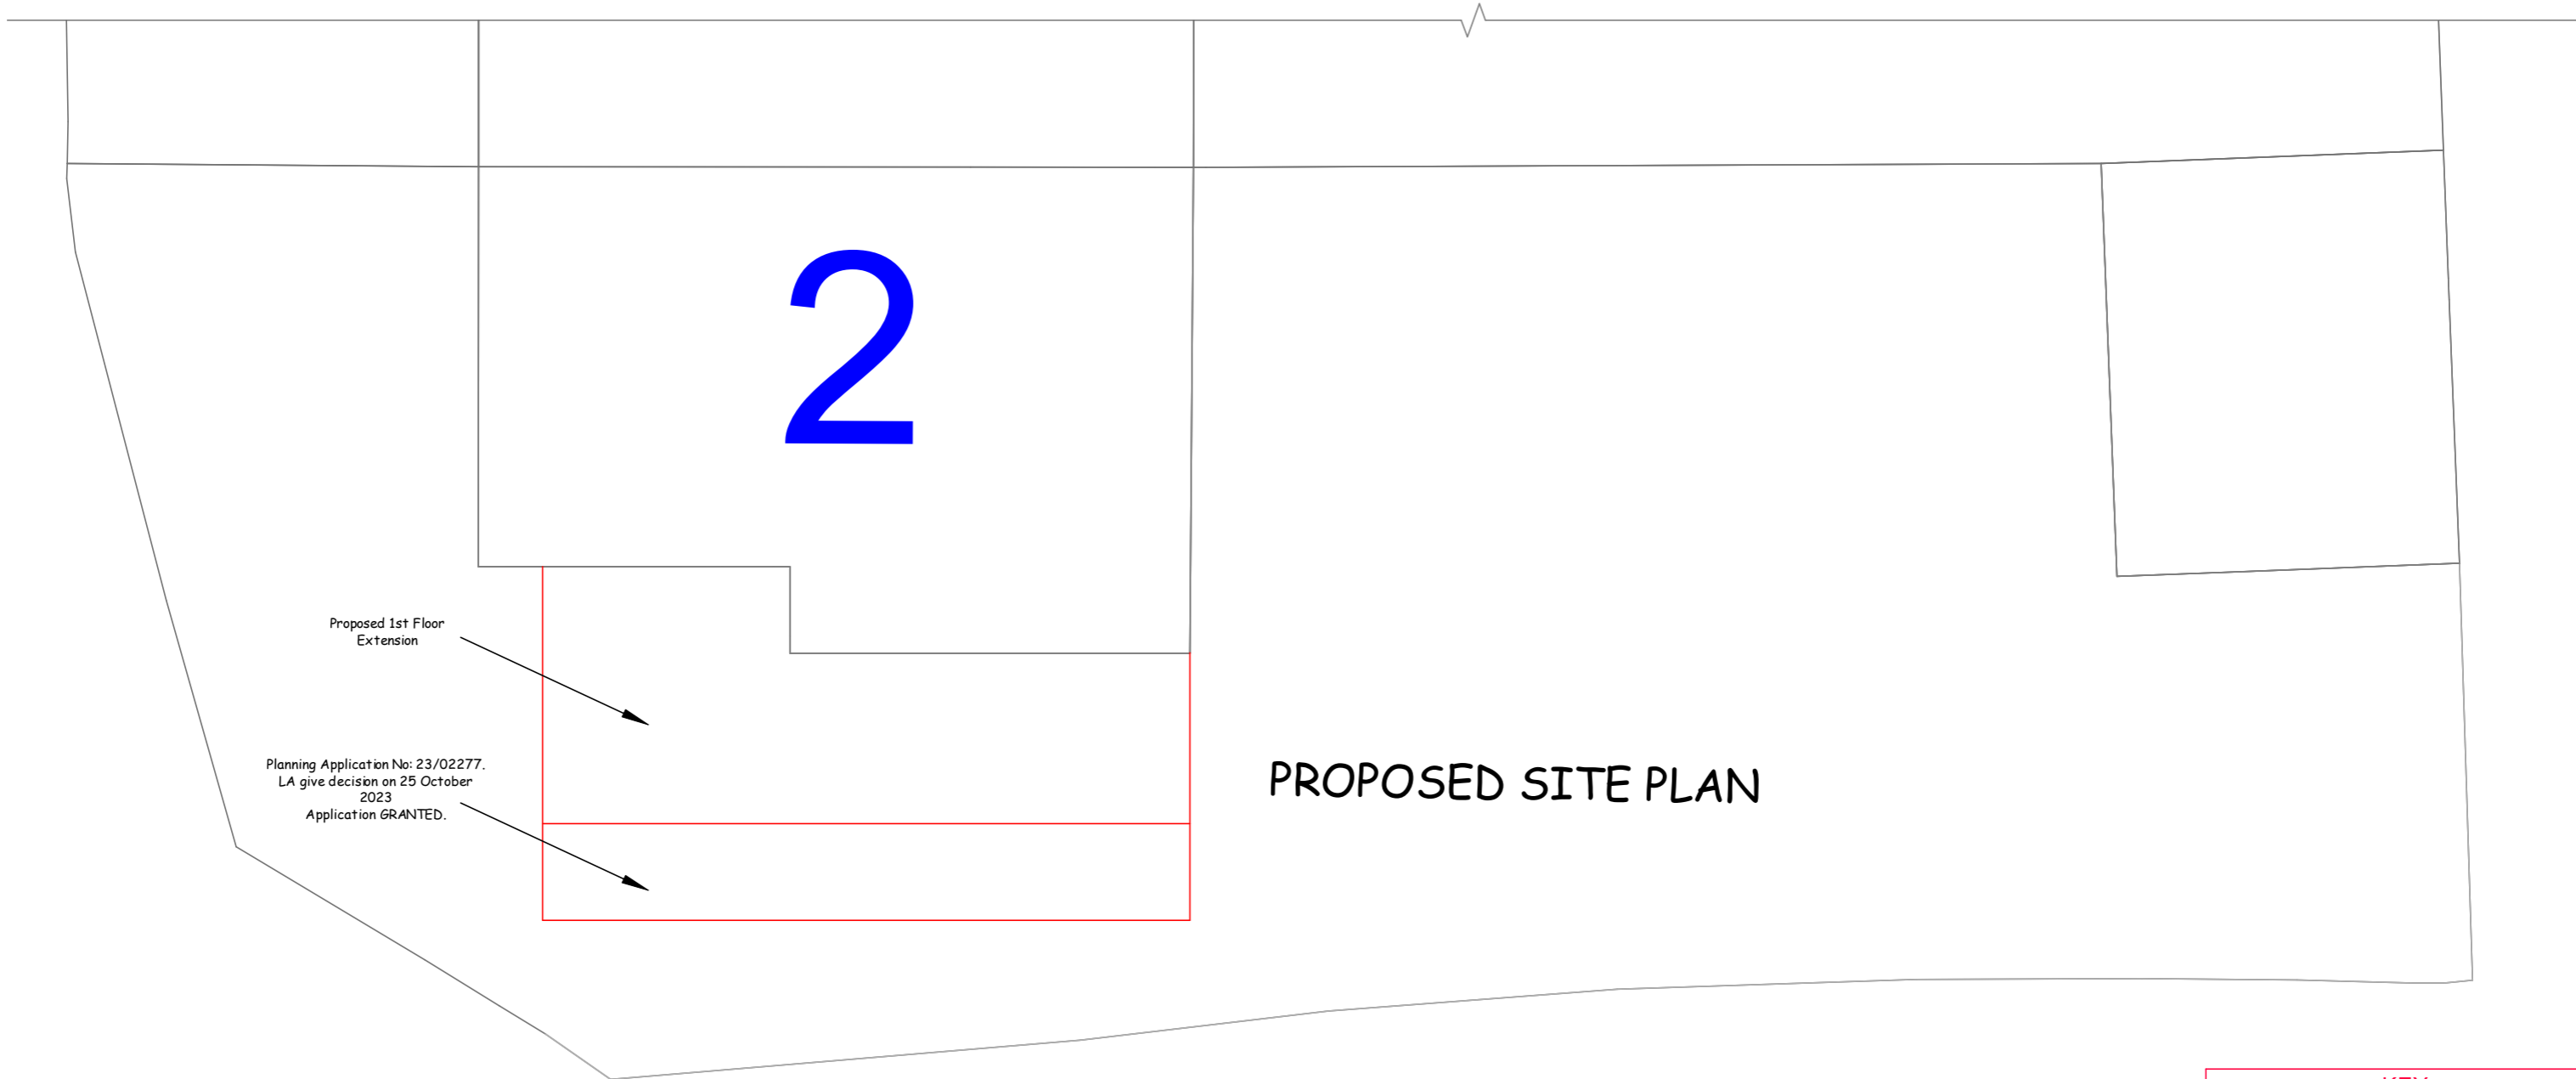 2
Proposed 1st Floor
Extension
Planning Application No: 23/02277.
LA give decision on 25 October
2023
Application GRANTED.
PROPOSED SITE PLAN